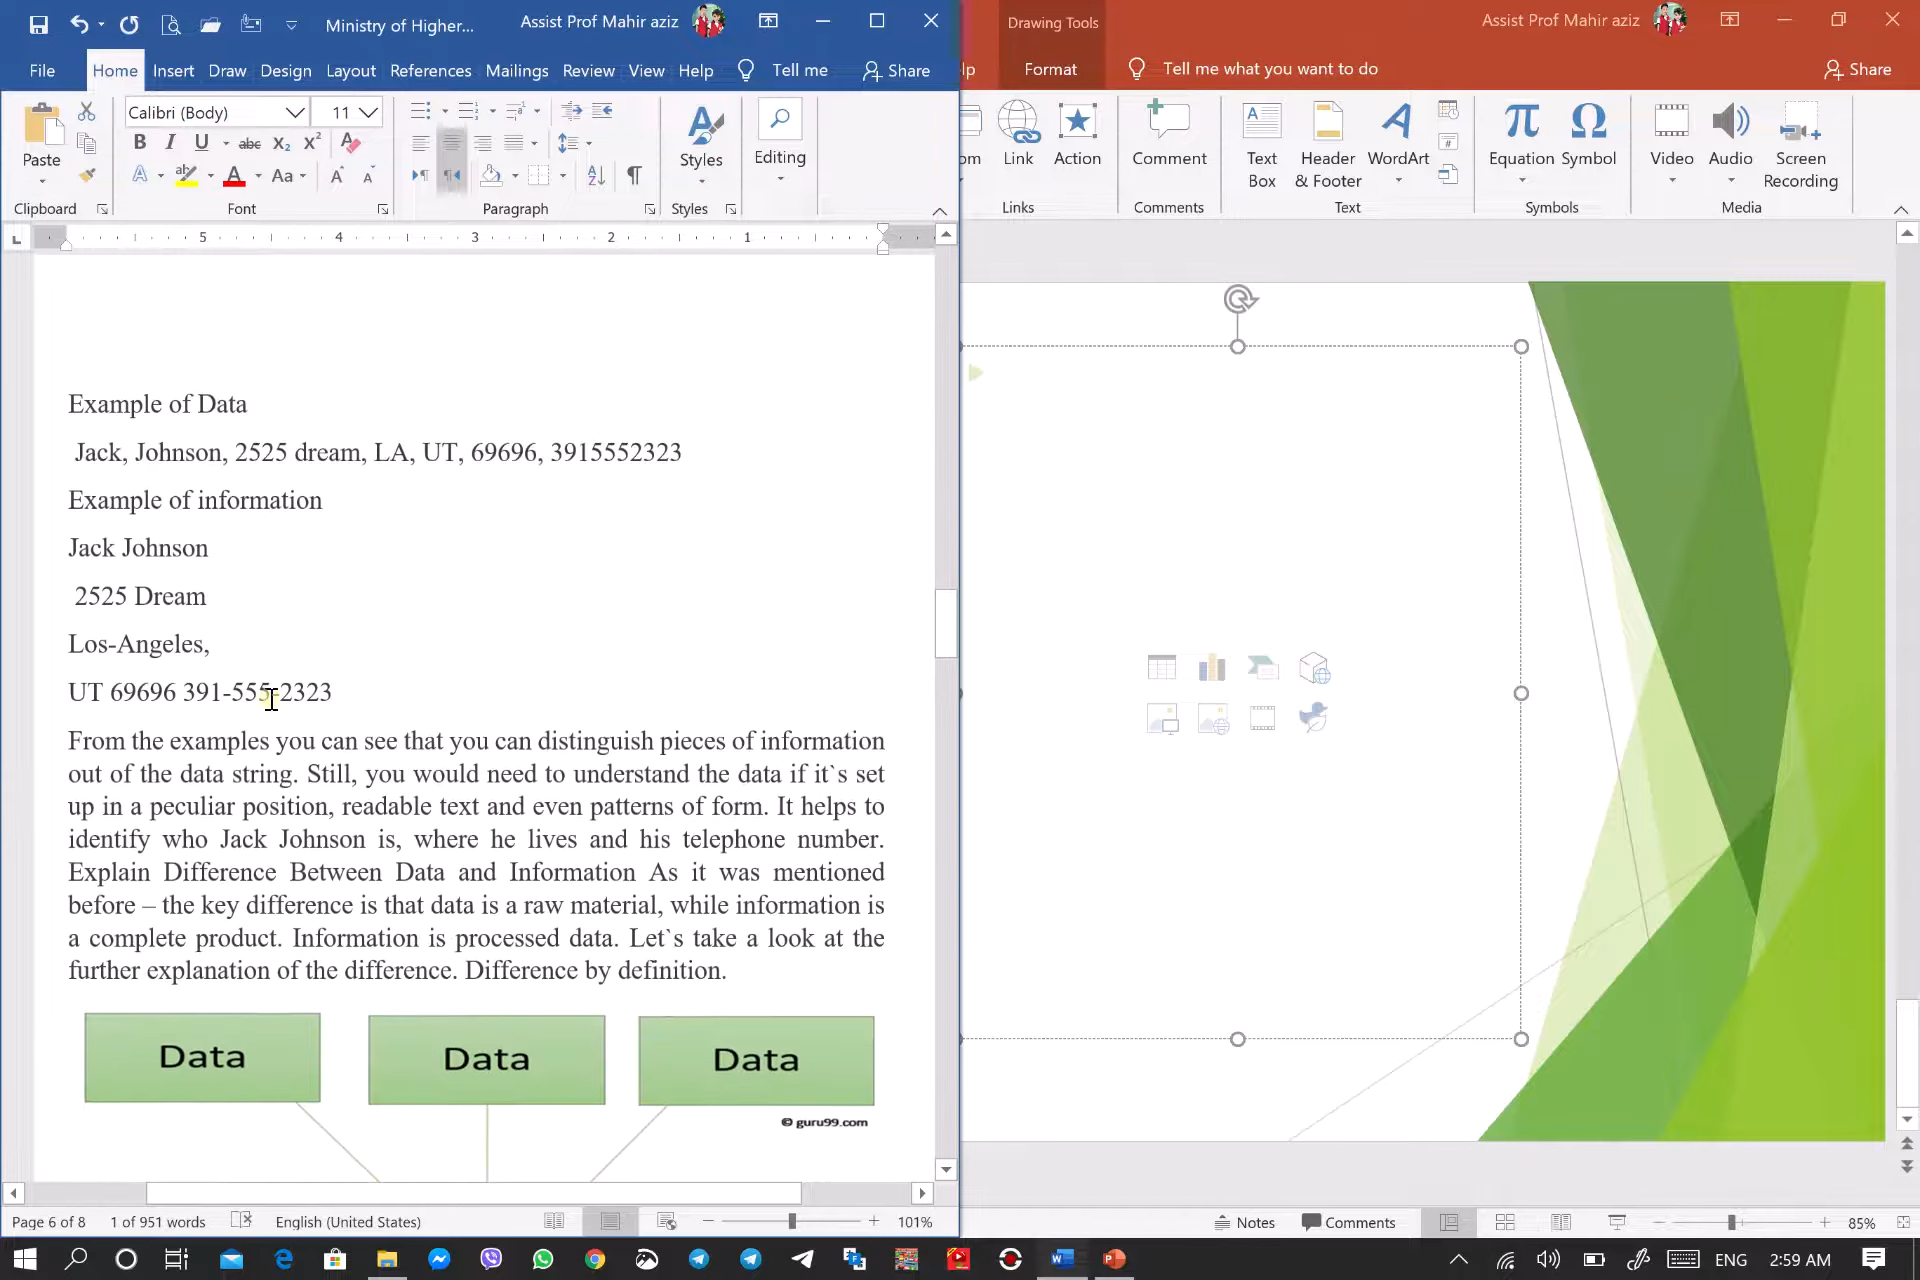 Ministry of Higher...
Assist Prof Mahir aziz
Drawing Tools
Assist Prof Mahir aziz
File
Home
Insert
Draw
Design
Layout
References
Mailings
Review
View
Help
Tell me
Share
lp
Format
Tell me what you want to do
Share
Paste
Calibri (Body)
11
Styles
Editing
Clipboard
Font
Paragraph
Styles
om
Link
Action
Comment
Text Box
Header & Footer
WordArt
Equation
Symbol
Video
Audio
Screen Recording
Links
Comments
Text
Symbols
Media
5 4 3 2 1
Example of Data
Jack, Johnson, 2525 dream, LA, UT, 69696, 3915552323
Example of information
Jack Johnson
2525 Dream
Los-Angeles,
UT 69696 391-555-2323
From the examples you can see that you can distinguish pieces of information
out of the data string. Still, you would need to understand the data if it`s set
up in a peculiar position, readable text and even patterns of form. It helps to
identify who Jack Johnson is, where he lives and his telephone number.
Explain Difference Between Data and Information As it was mentioned
before – the key difference is that data is a raw material, while information is
a complete product. Information is processed data. Let`s take a look at the
further explanation of the difference. Difference by definition.
Data
Data
Data
© guru99.com
Page 6 of 8
1 of 951 words
English (United States)
101%
Notes
Comments
85%
ENG
2:59 AM